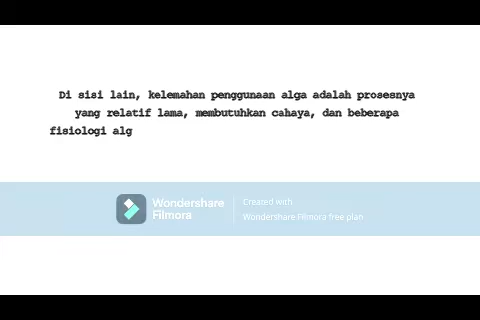 Di sisi lain, kelemahan penggunaan alga adalah prosesnya
yang relatif lama, membutuhkan cahaya, dan beberapa
fisiologi alg
Wondershare
Filmora
Created with
Wondershare Filmora free plan